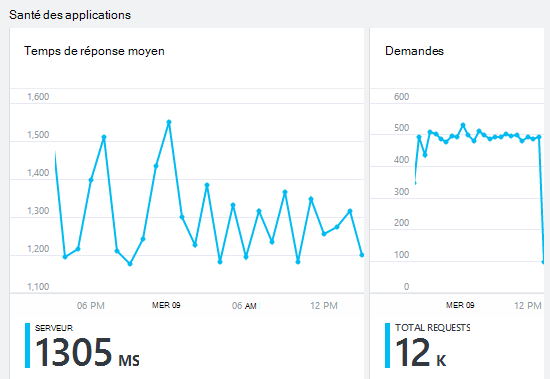 Santé des applications
Temps de réponse moyen
1,600
1,500
1,400
1,300
1,200
1,100
06 PM MER 09 06 AM 12 PM
SERVEUR
1305 MS
Demandes
600
500
400
300
200
100
0
MER 09 12 PM
TOTAL REQUESTS
12 K